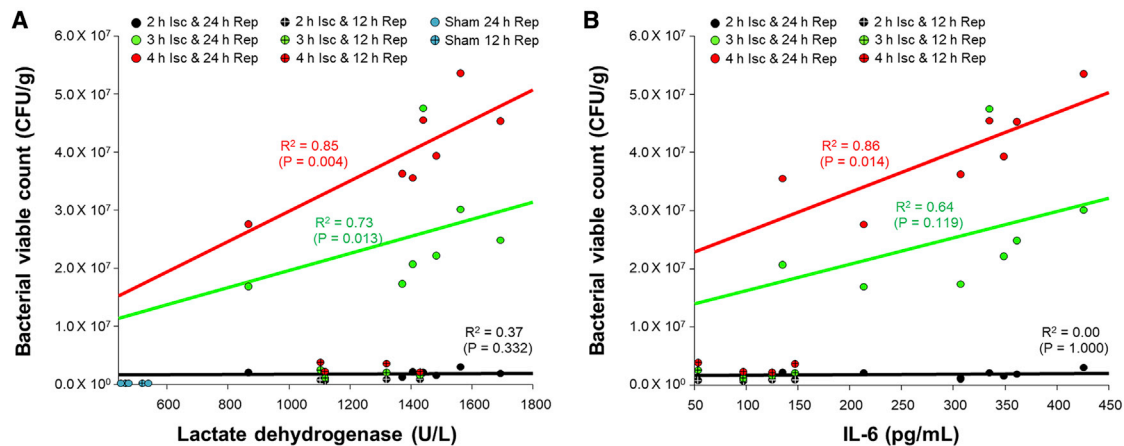 A
2 h Isc & 24 h Rep
2 h Isc & 12 h Rep
Sham 24 h Rep
3 h Isc & 24 h Rep
3 h Isc & 12 h Rep
Sham 12 h Rep
4 h Isc & 24 h Rep
4 h Isc & 12 h Rep
Bacterial viable count (CFU/g)
6.0 X 10⁷
5.0 X 10⁷
4.0 X 10⁷
3.0 X 10⁷
2.0 X 10⁷
1.0 X 10⁷
0.0 X 10⁰
R² = 0.85
(P = 0.004)
R² = 0.73
(P = 0.013)
R² = 0.37
(P = 0.332)
600
800
1000
1200
1400
1600
1800
Lactate dehydrogenase (U/L)
B
2 h Isc & 24 h Rep
2 h Isc & 12 h Rep
3 h Isc & 24 h Rep
3 h Isc & 12 h Rep
4 h Isc & 24 h Rep
4 h Isc & 12 h Rep
Bacterial viable count (CFU/g)
6.0 X 10⁷
5.0 X 10⁷
4.0 X 10⁷
3.0 X 10⁷
2.0 X 10⁷
1.0 X 10⁷
0.0 X 10⁰
R² = 0.86
(P = 0.014)
R² = 0.64
(P = 0.119)
R² = 0.00
(P = 1.000)
50
100
150
200
250
300
350
400
450
IL-6 (pg/mL)